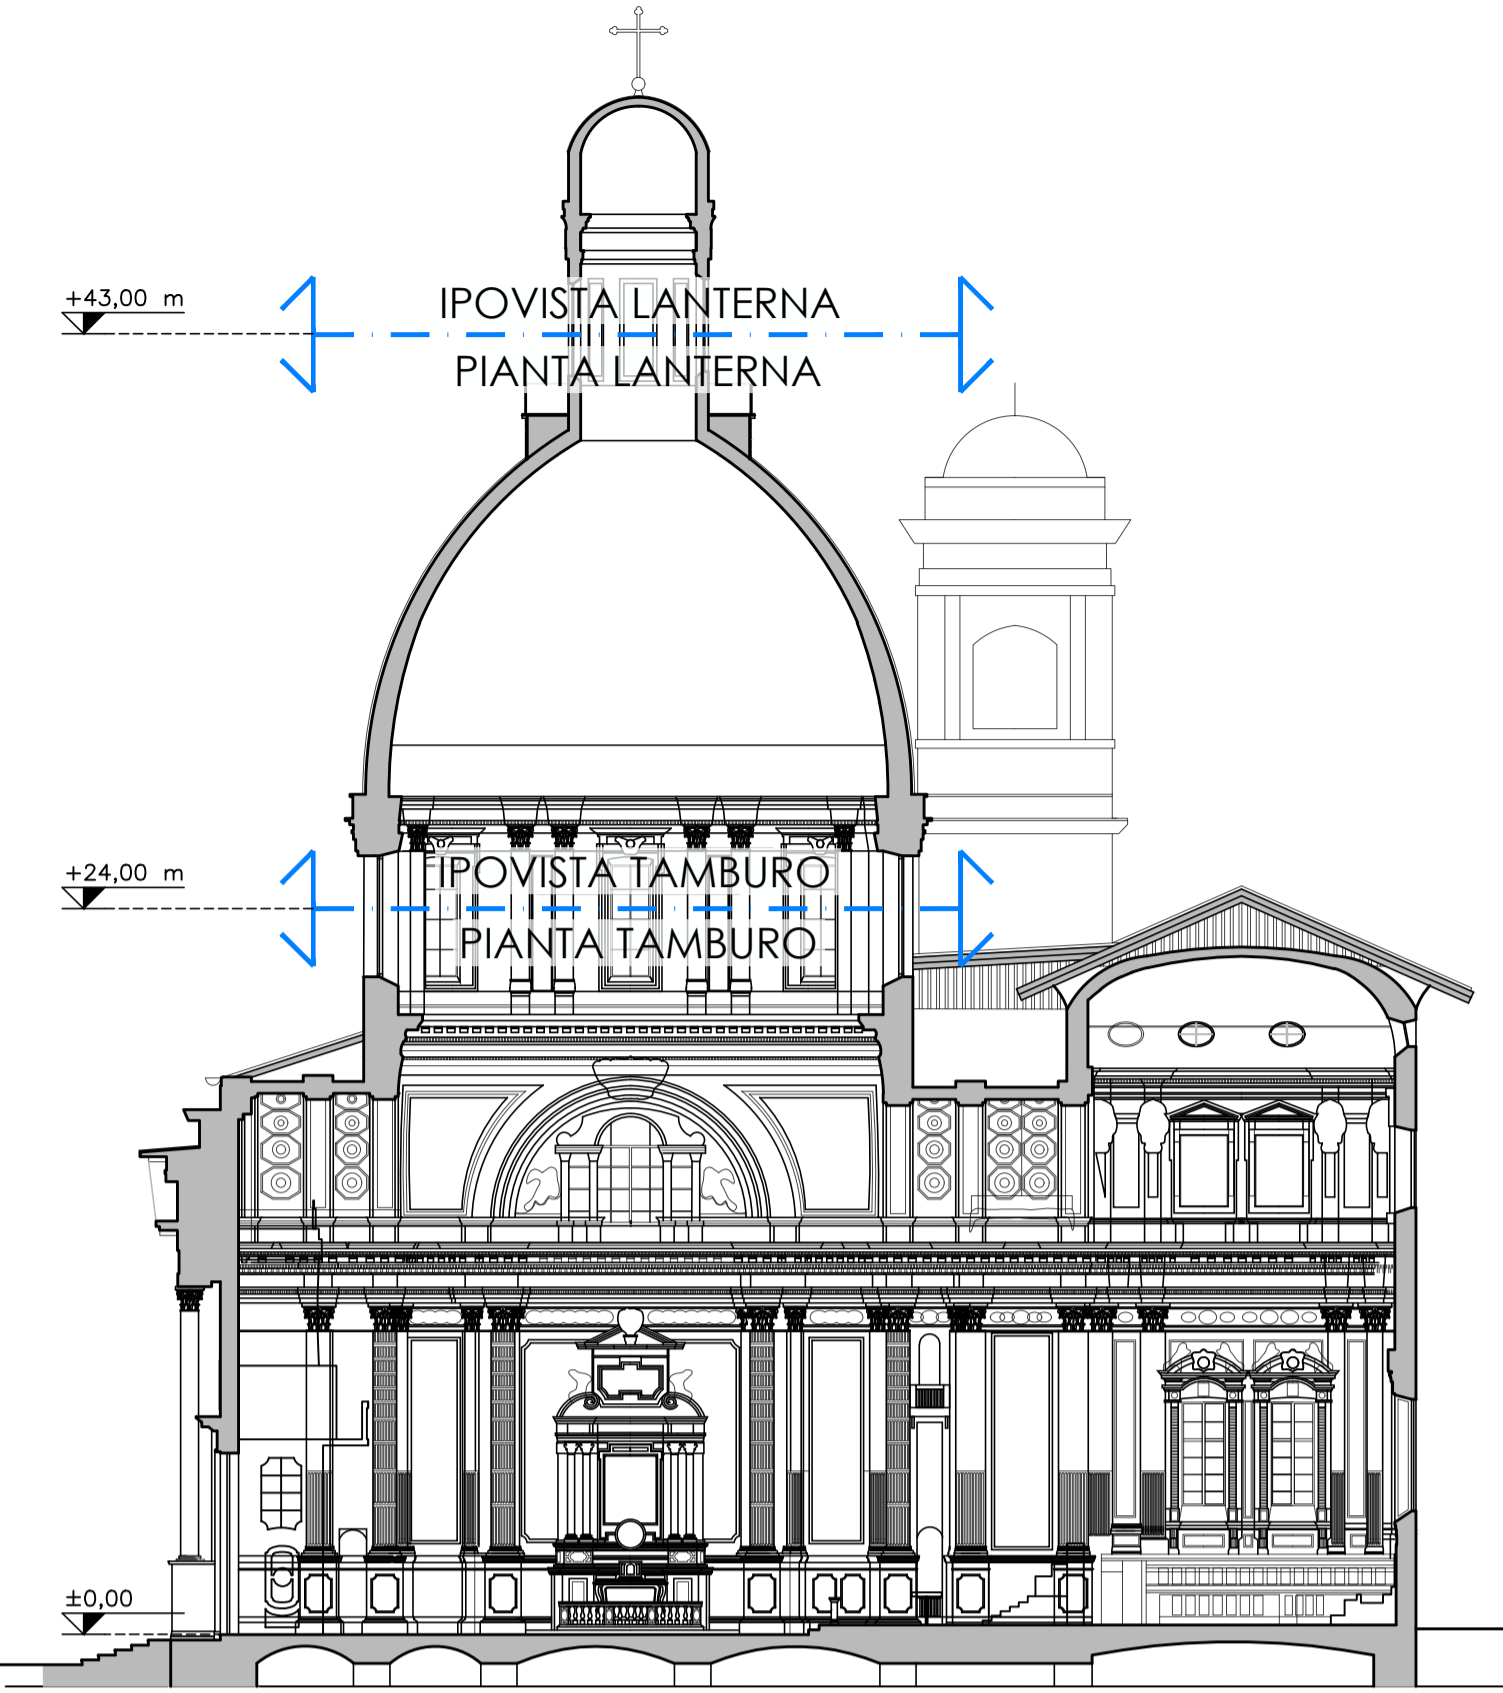 +43,00 m
IPOVISTA LANTERNA
PIANTA LANTERNA
+24,00 m
IPOVISTA TAMBURO
PIANTA TAMBURO
±0,00